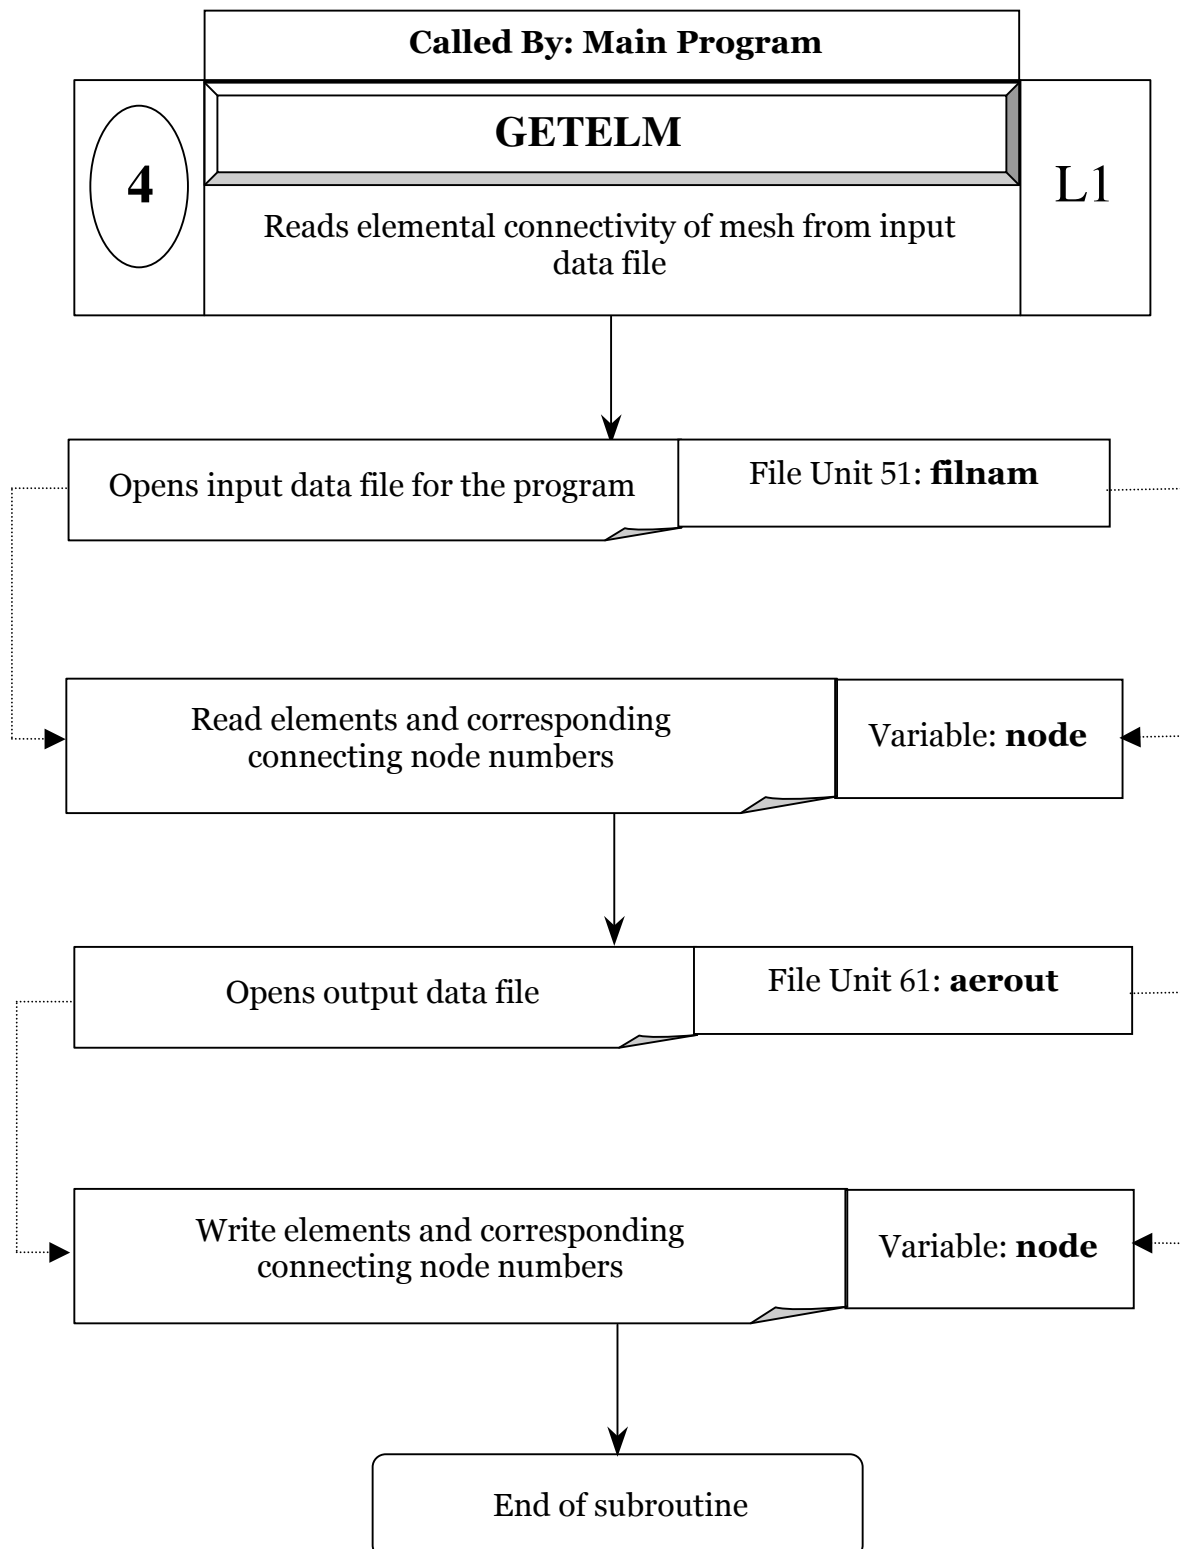 Called By: Main Program
4
GETELM
L1
Reads elemental connectivity of mesh from input
data file
Opens input data file for the program
File Unit 51: filnam
Read elements and corresponding
connecting node numbers
Variable: node
Opens output data file
File Unit 61: aerout
Write elements and corresponding
connecting node numbers
Variable: node
End of subroutine